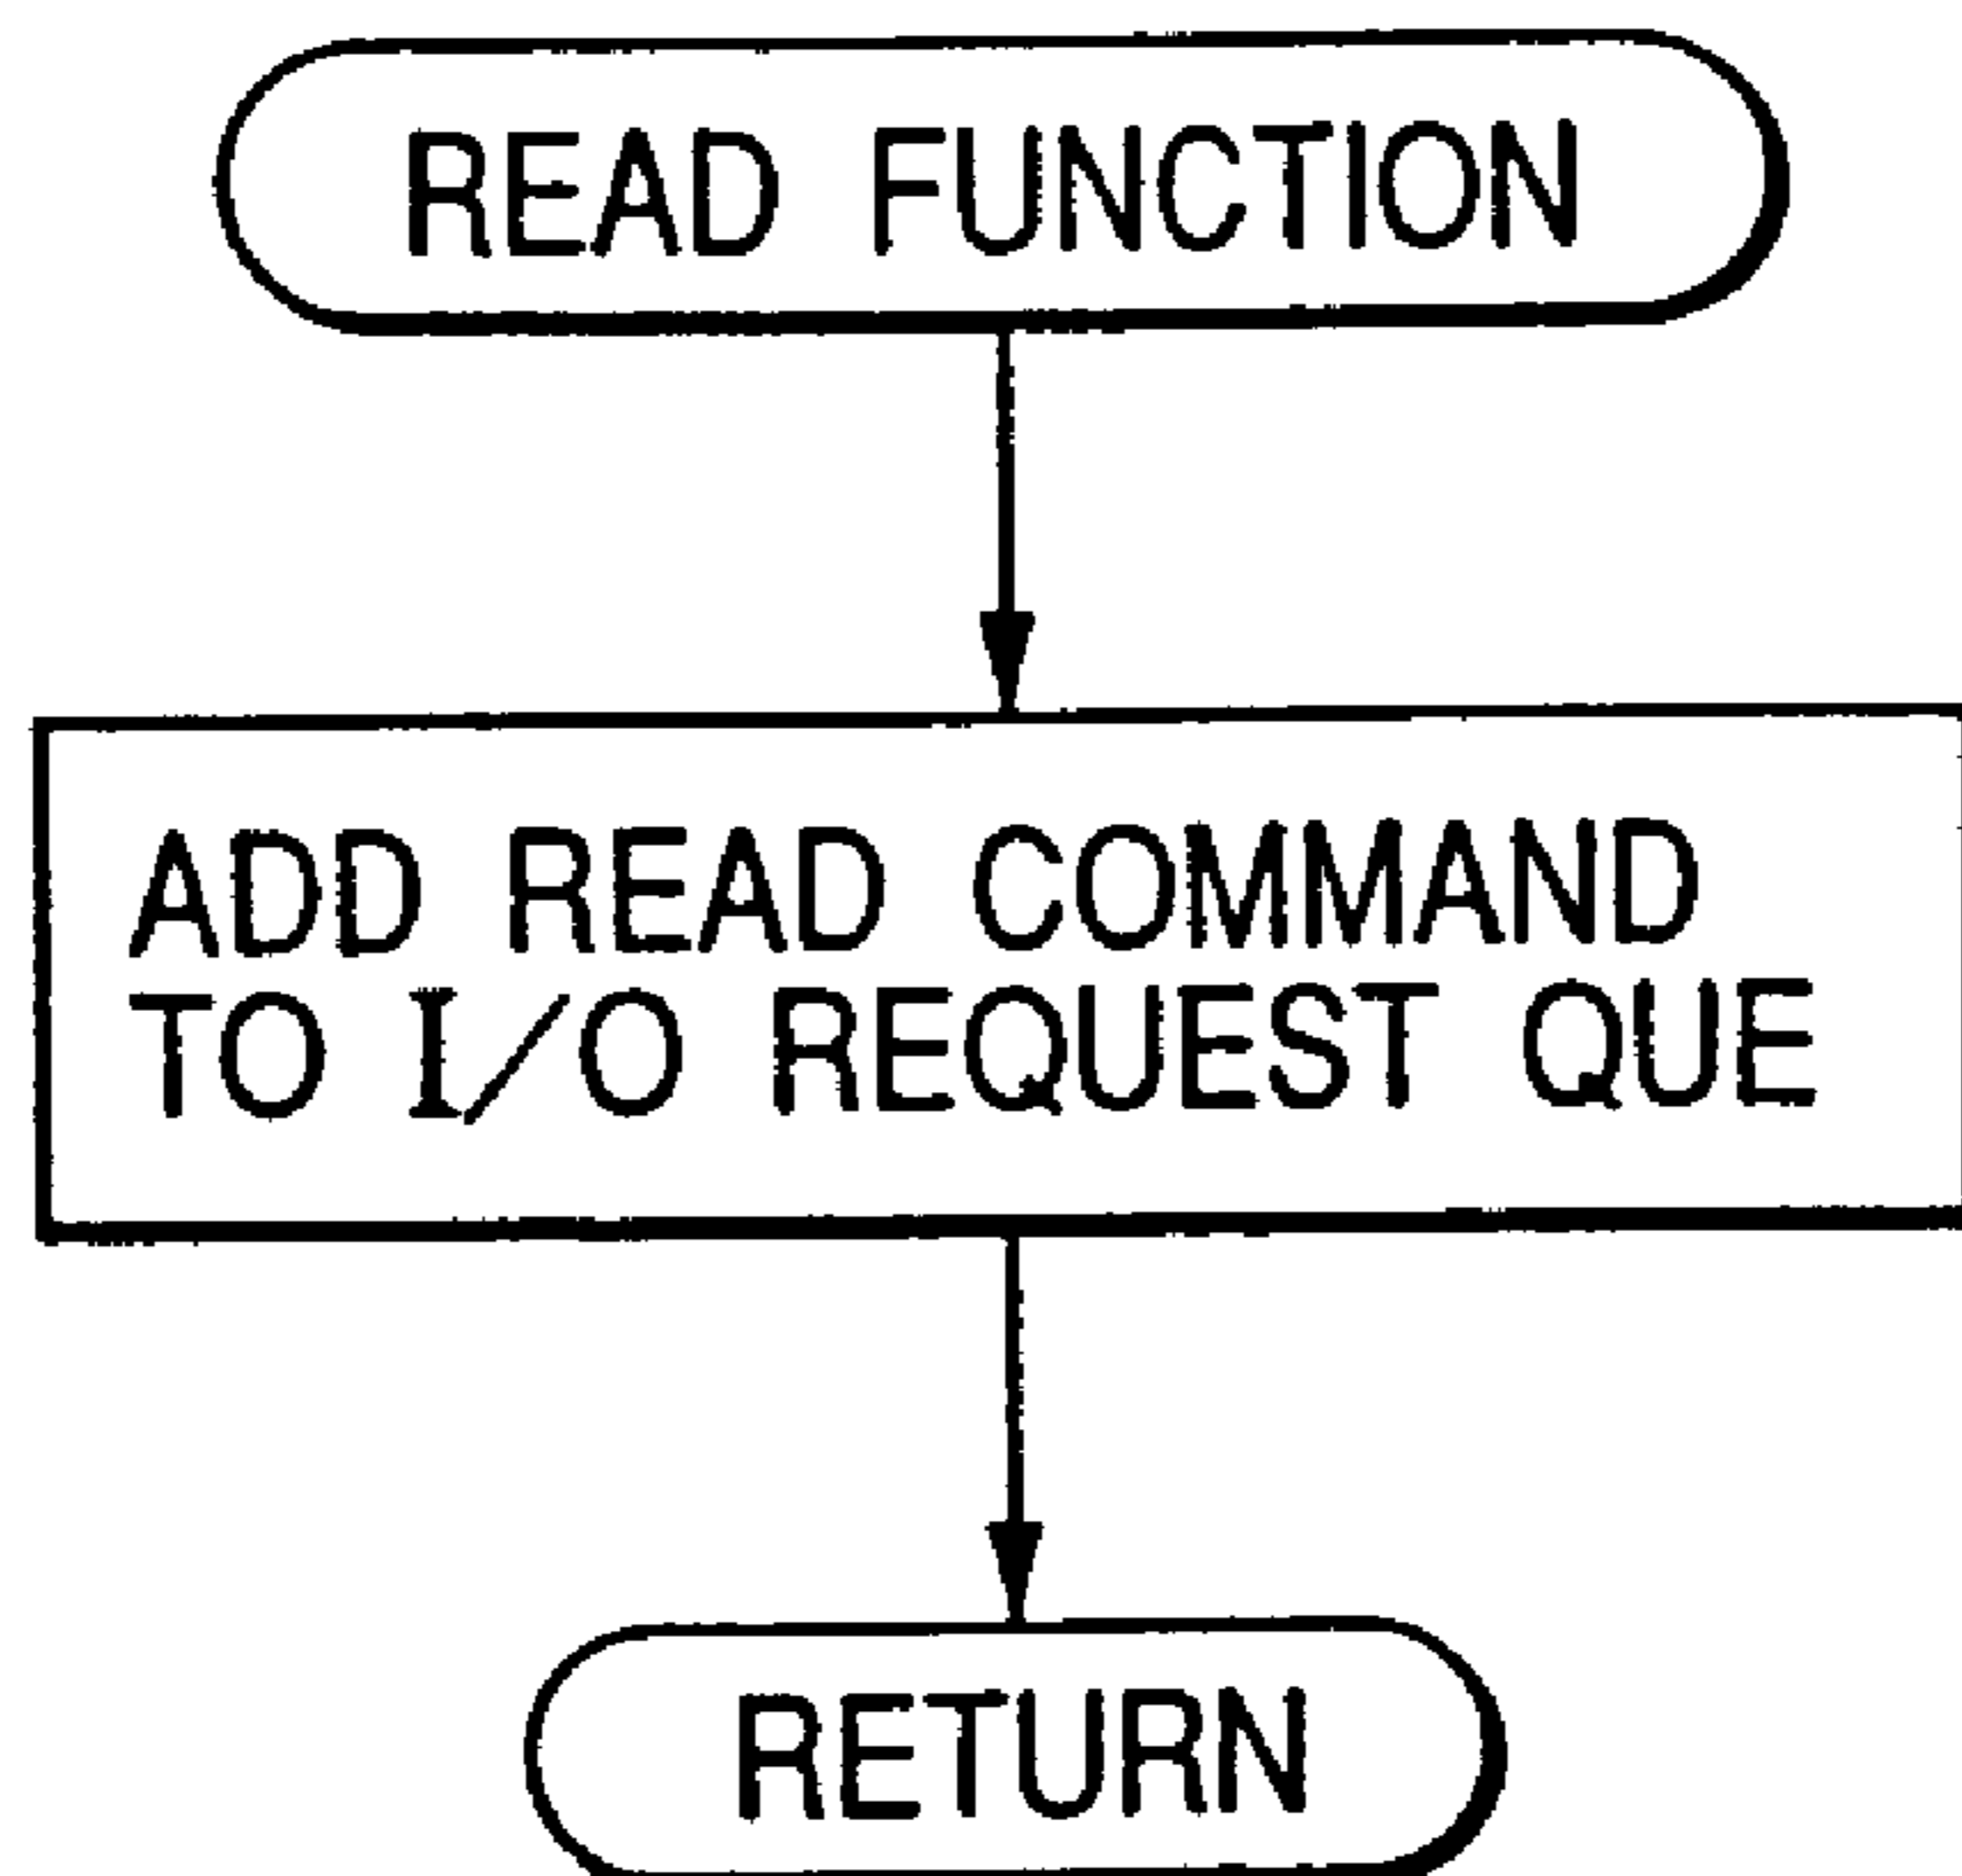 READ FUNCTION
ADD READ COMMAND
TO I/O REQUEST QUE
RETURN